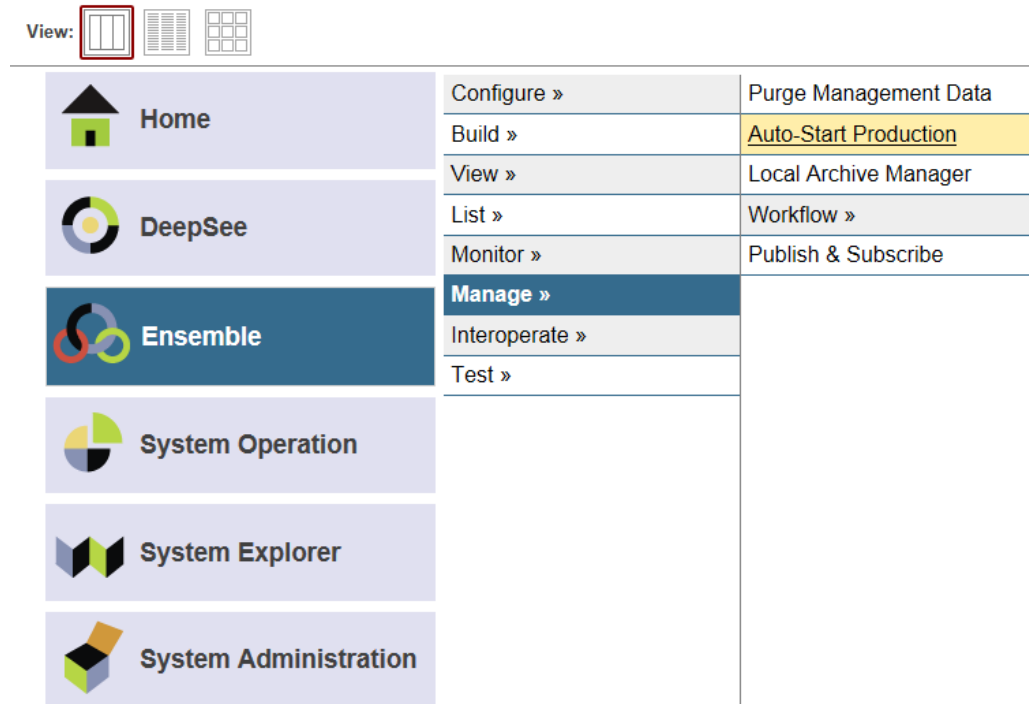 View:
Home
DeepSee
Ensemble
System Operation
System Explorer
System Administration
Configure »
Build »
View »
List »
Monitor »
Manage »
Interoperate »
Test »
Purge Management Data
Auto-Start Production
Local Archive Manager
Workflow »
Publish & Subscribe